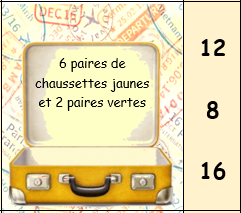 6 paires de
chaussettes jaunes
et 2 paires vertes
12
8
16